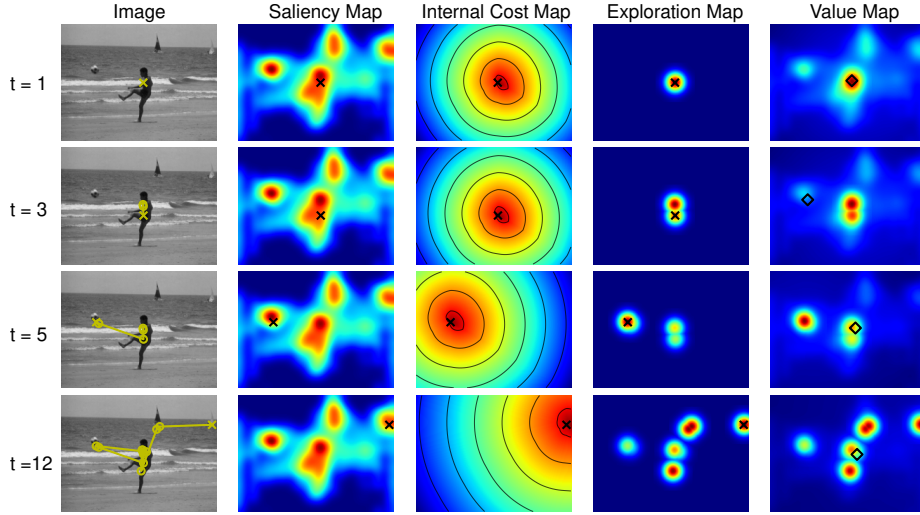 Image Saliency Map Internal Cost Map Exploration Map Value Map
t = 1
t = 3
t = 5
t =12